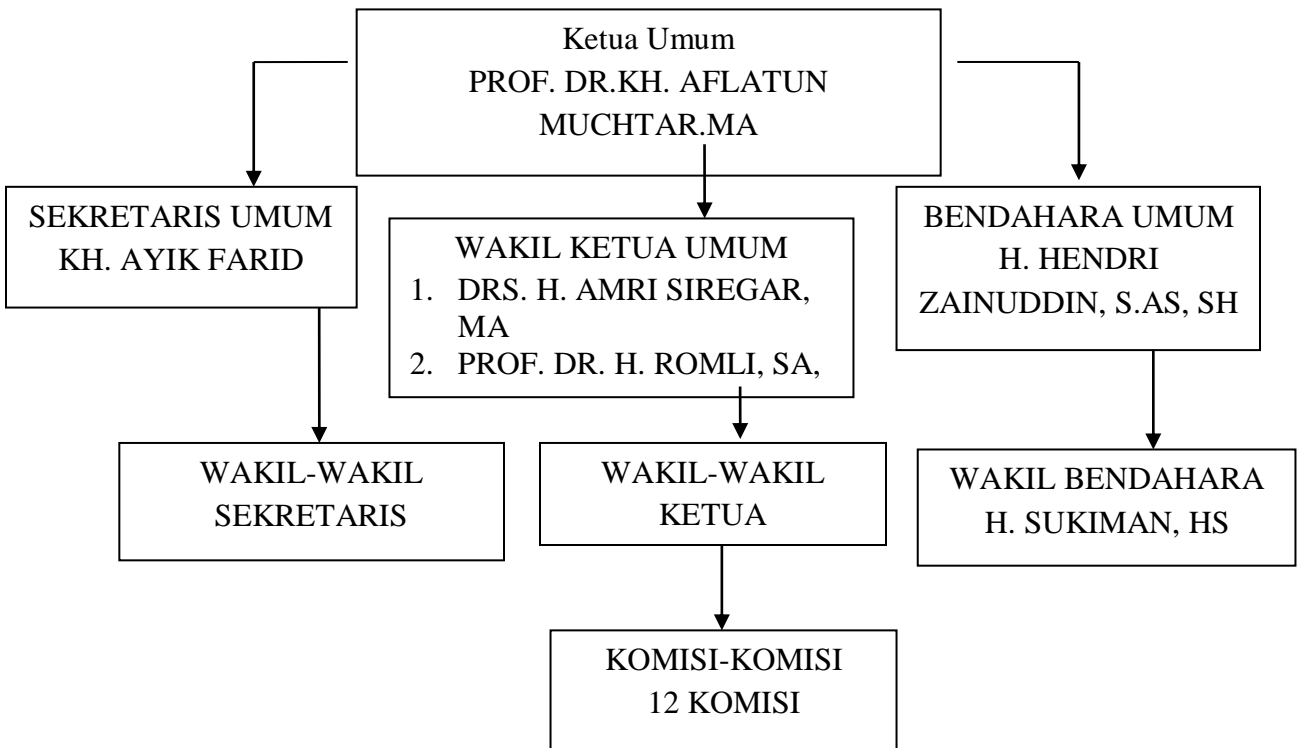 Ketua Umum
PROF. DR.KH. AFLATUN
MUCHTAR.MA
SEKRETARIS UMUM
KH. AYIK FARID
WAKIL KETUA UMUM
1. DRS. H. AMRI SIREGAR,
MA
2. PROF. DR. H. ROMLI, SA,
BENDAHARA UMUM
H. HENDRI
ZAINUDDIN, S.AS, SH
WAKIL-WAKIL
SEKRETARIS
WAKIL-WAKIL
KETUA
WAKIL BENDAHARA
H. SUKIMAN, HS
KOMISI-KOMISI
12 KOMISI